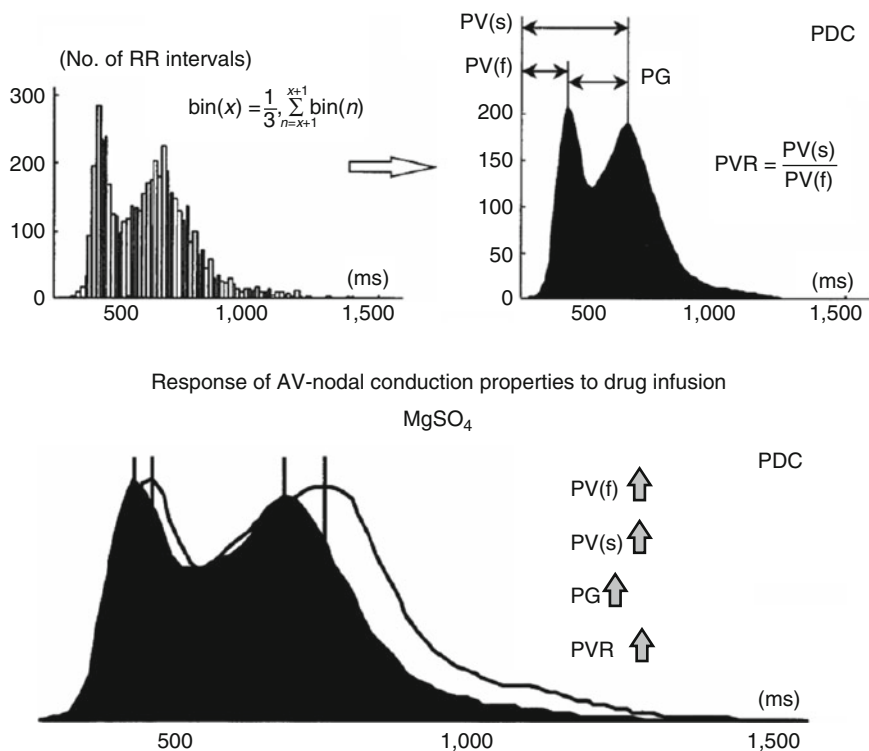 (No. of RR intervals)
bin(x) = 1/3, Σ_{n=x+1}^{x+1} bin(n)
300
200
100
0
(ms)
500 1,000 1,500
PV(s)
PDC
PV(f)
PG
200
150
100
50
0
PVR = PV(s)/PV(f)
(ms)
500 1,000 1,500
Response of AV-nodal conduction properties to drug infusion
MgSO₄
PDC
PV(f)
PV(s)
PG
PVR
(ms)
500 1,000 1,500